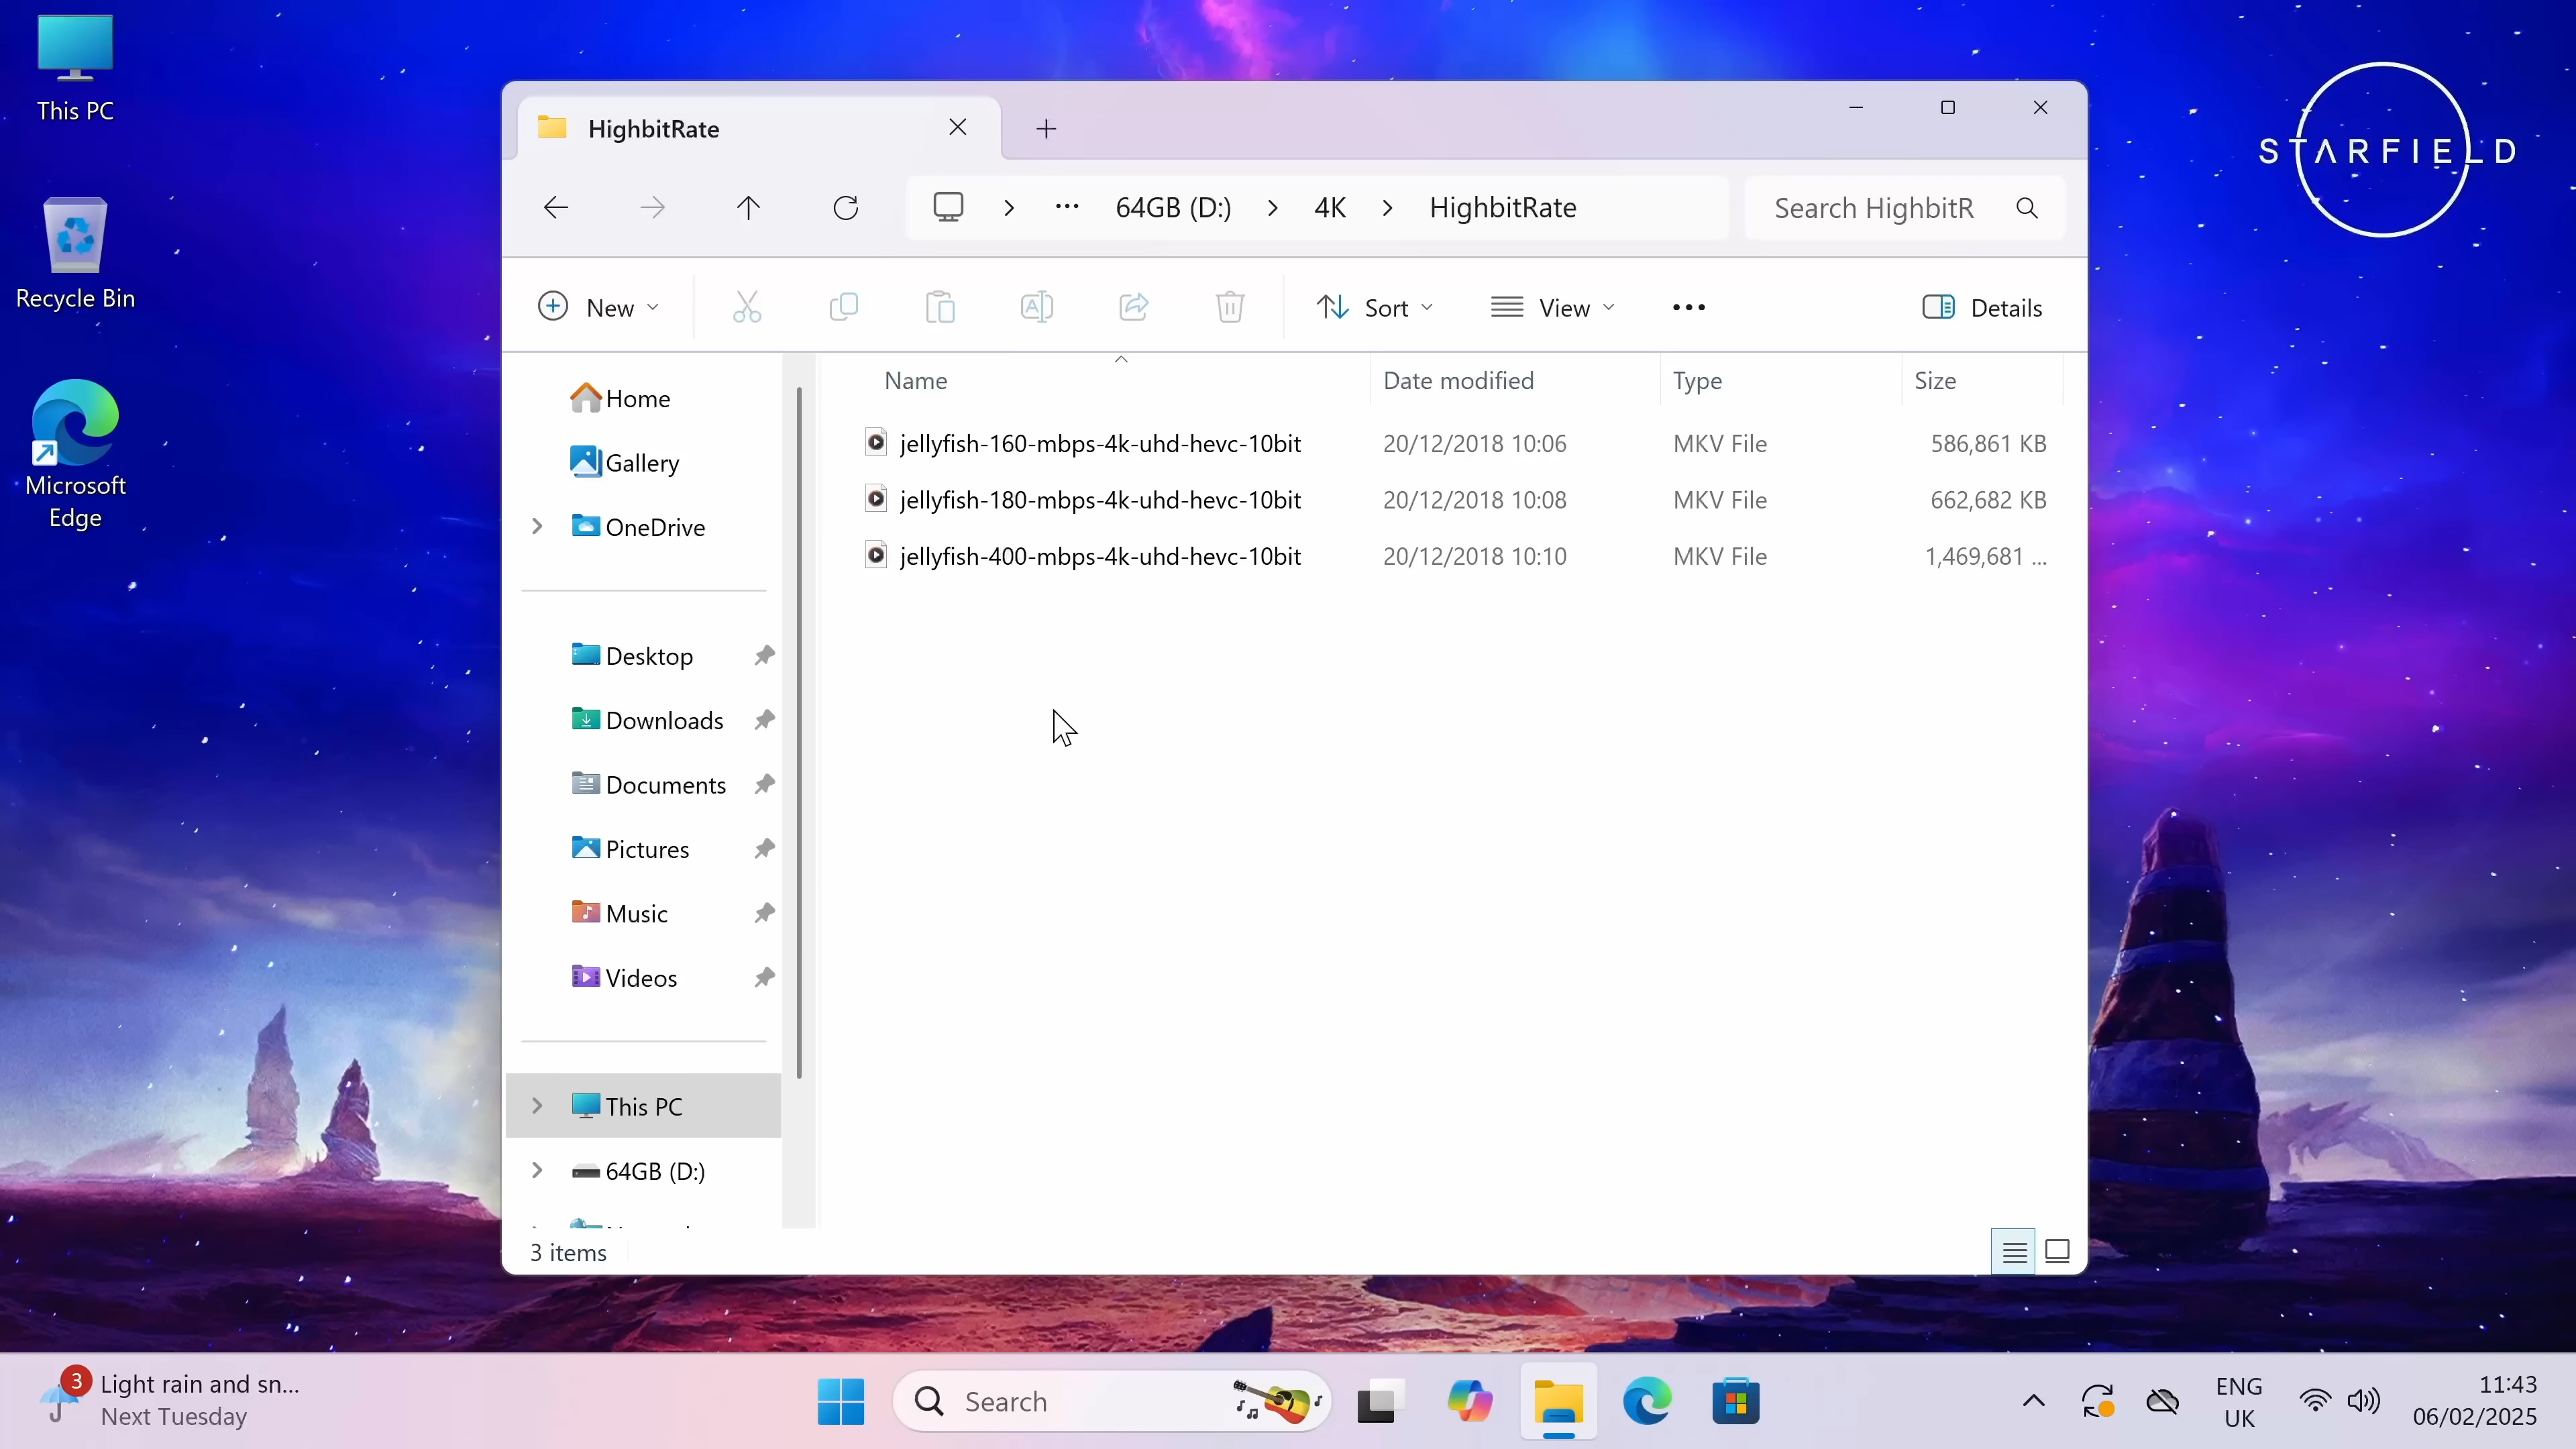 This PC
Recycle Bin
Microsoft
Edge
STARFIELD
HighbitRate
64GB (D:)
4K
HighbitRate
Search HighbitR
New
Sort
View
Details
Name
Date modified
Type
Size
jellyfish-160-mbps-4k-uhd-hevc-10bit 20/12/2018 10:06 MKV File 586,861 KB
jellyfish-180-mbps-4k-uhd-hevc-10bit 20/12/2018 10:08 MKV File 662,682 KB
jellyfish-400-mbps-4k-uhd-hevc-10bit 20/12/2018 10:10 MKV File 1,469,681 ...
Home
Gallery
OneDrive
Desktop
Downloads
Documents
Pictures
Music
Videos
This PC
64GB (D:)
3 items
3
Light rain and sn...
Next Tuesday
Search
ENG
UK
11:43
06/02/2025